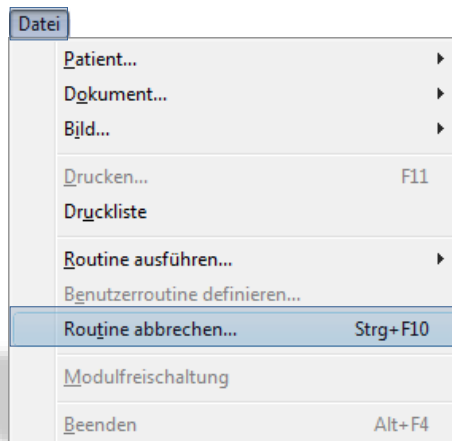 Datei
Patient...
Dokument...
Bild...
Drucken... F11
Druckliste
Routine ausführen...
Benutzerroutine definieren...
Routine abbrechen... Strg+F10
Modulfreischaltung
Beenden Alt+F4